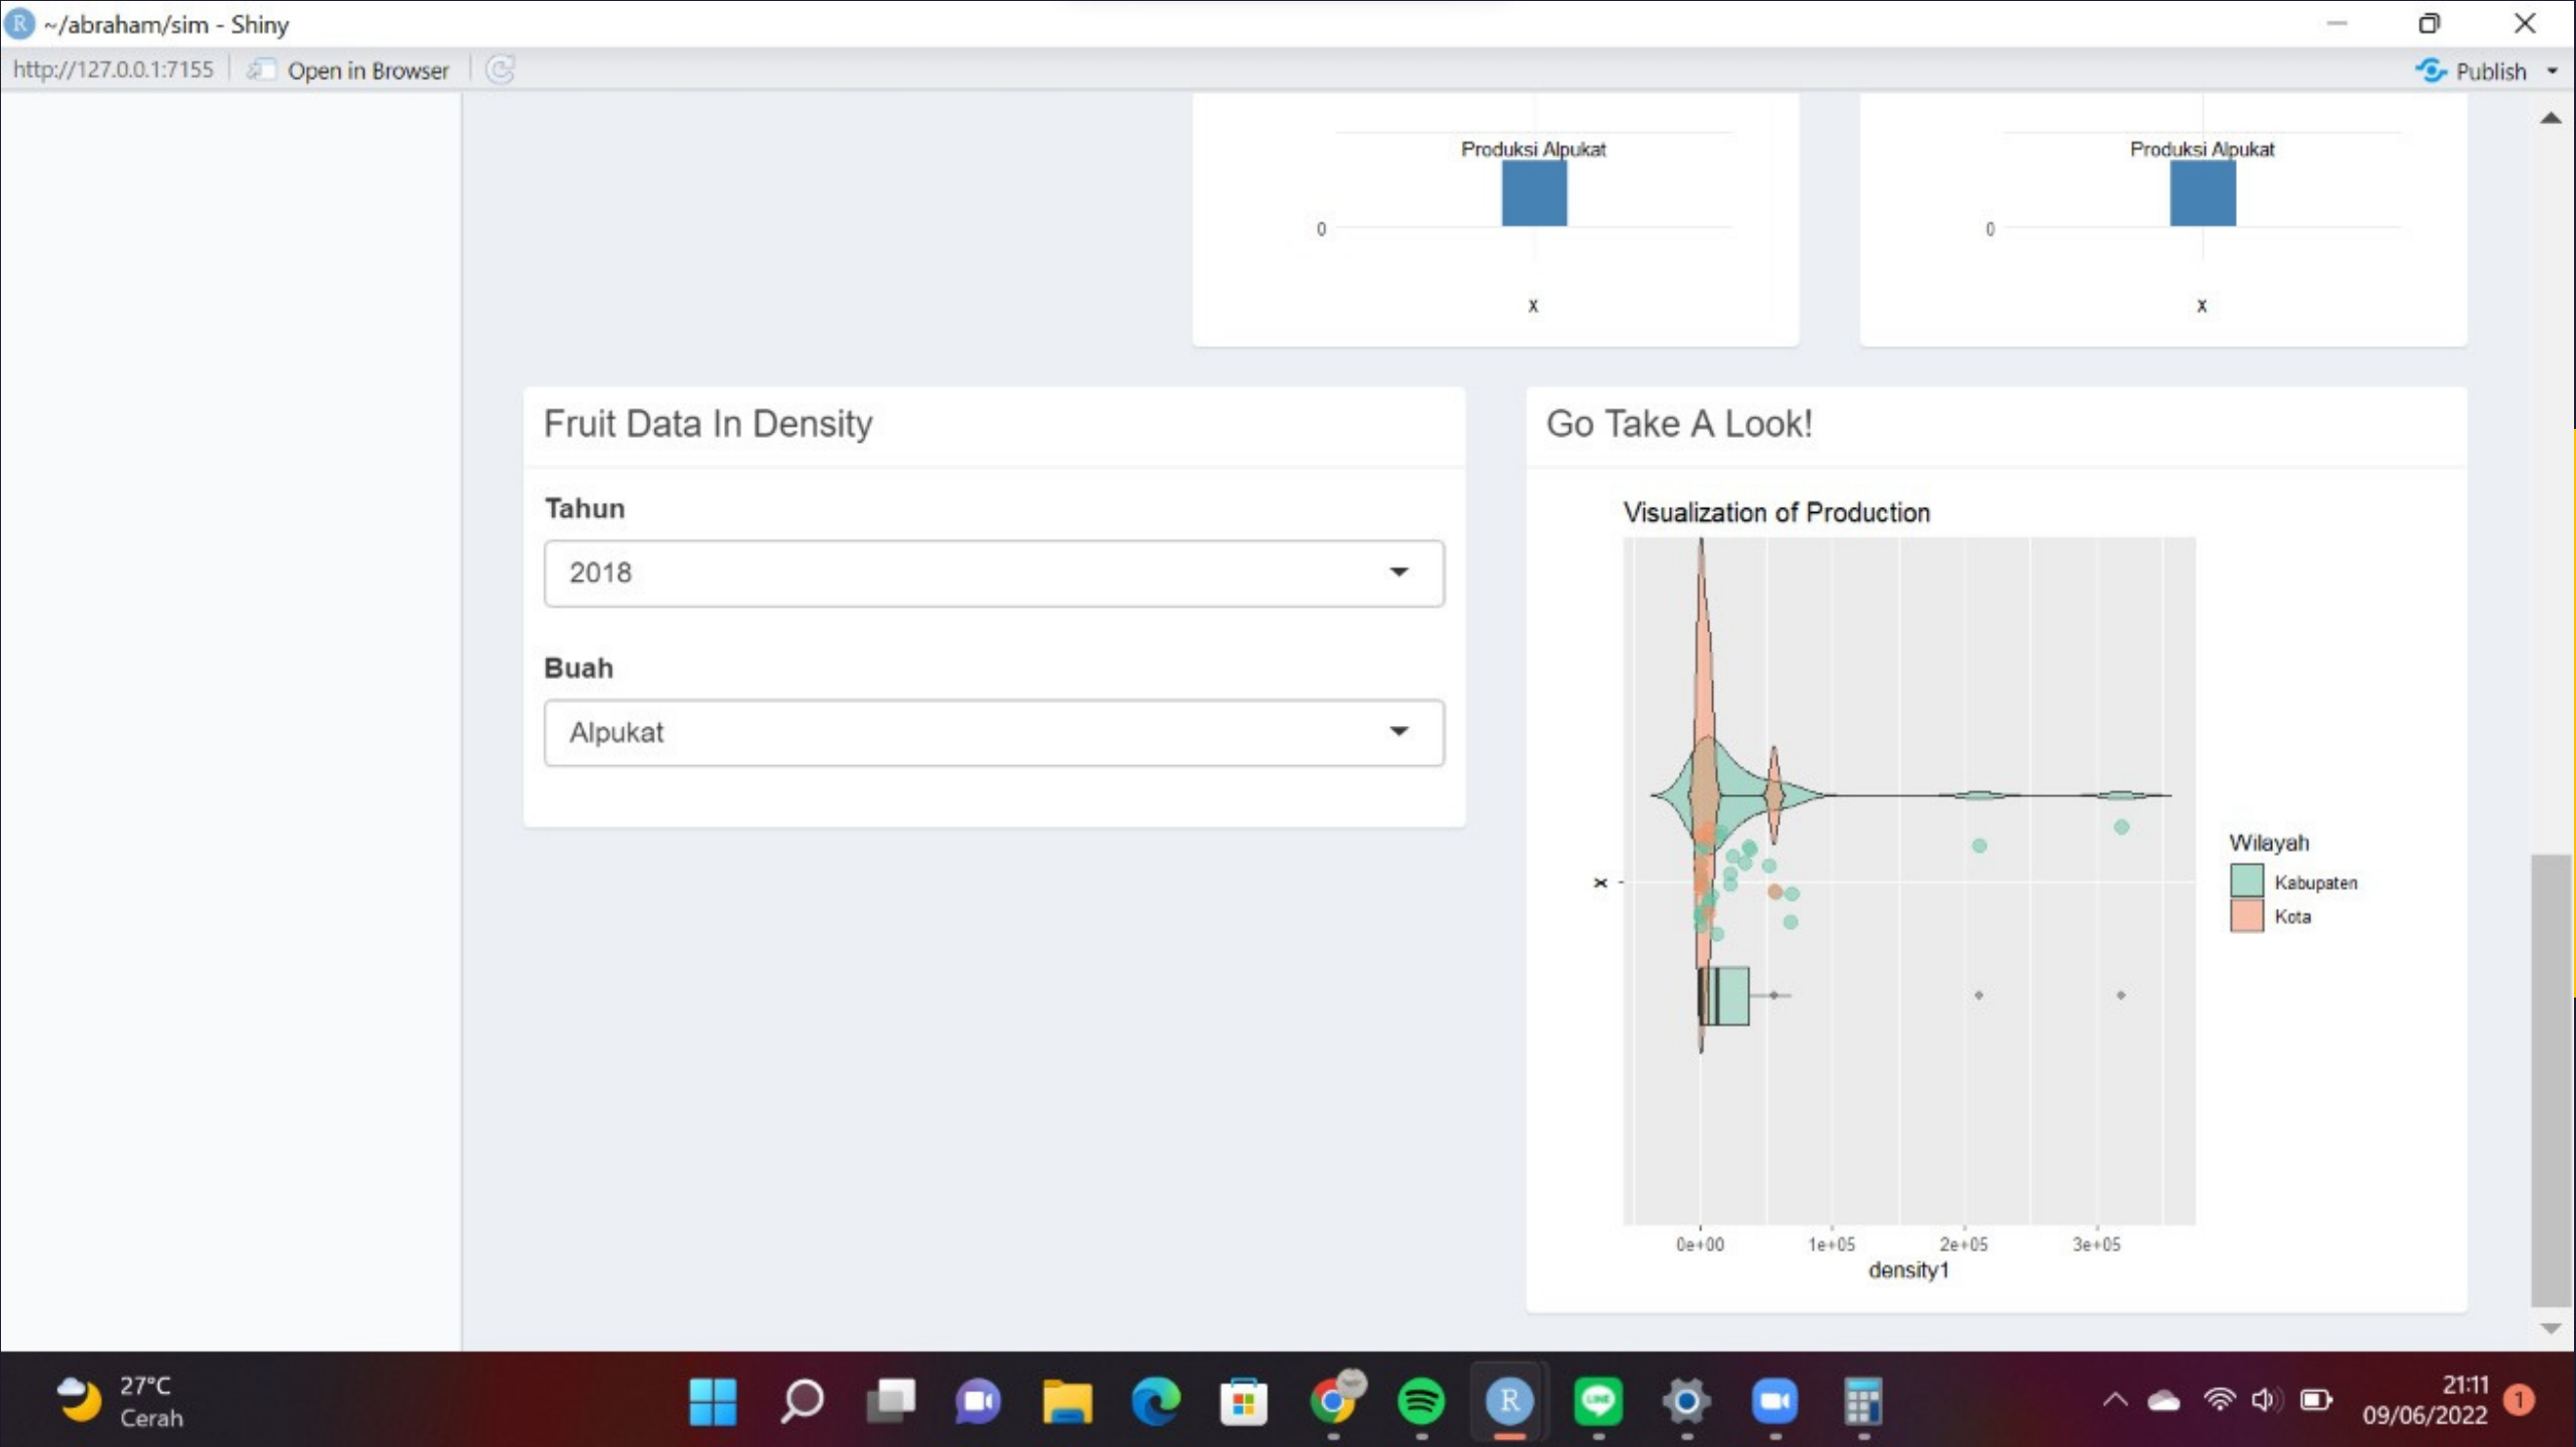 R ~/abraham/sim - Shiny
http://127.0.0.1:7155 Open in Browser Publish
Produksi Alpukat Produksi Alpukat
0 0
x x
Fruit Data In Density
Tahun
2018
Buah
Alpukat
Go Take A Look!
Visualization of Production
x
Wilayah
Kabupaten
Kota
0e+00 1e+05 2e+05 3e+05
density1
27°C
Cerah
R
LINE
21:11
09/06/2022
1